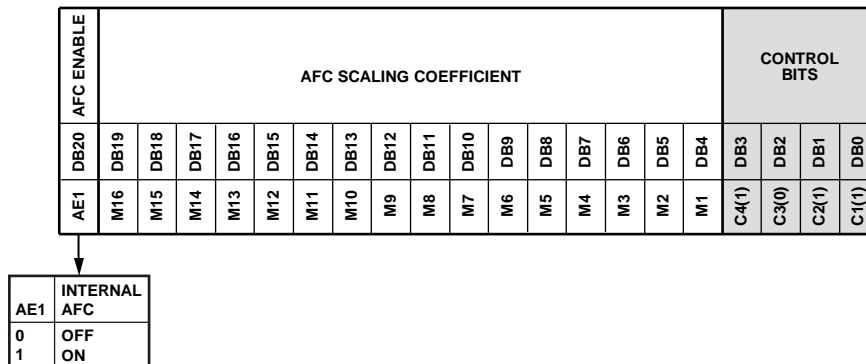 AFC ENABLE
AFC SCALING COEFFICIENT
CONTROL
BITS
DB20 DB19 DB18 DB17 DB16 DB15 DB14 DB13 DB12 DB11 DB10 DB9 DB8 DB7 DB6 DB5 DB4 DB3 DB2 DB1 DB0
AE1 M16 M15 M14 M13 M12 M11 M10 M9 M8 M7 M6 M5 M4 M3 M2 M1 C4(1) C3(0) C2(1) C1(1)
INTERNAL
AE1 AFC
0 OFF
1 ON